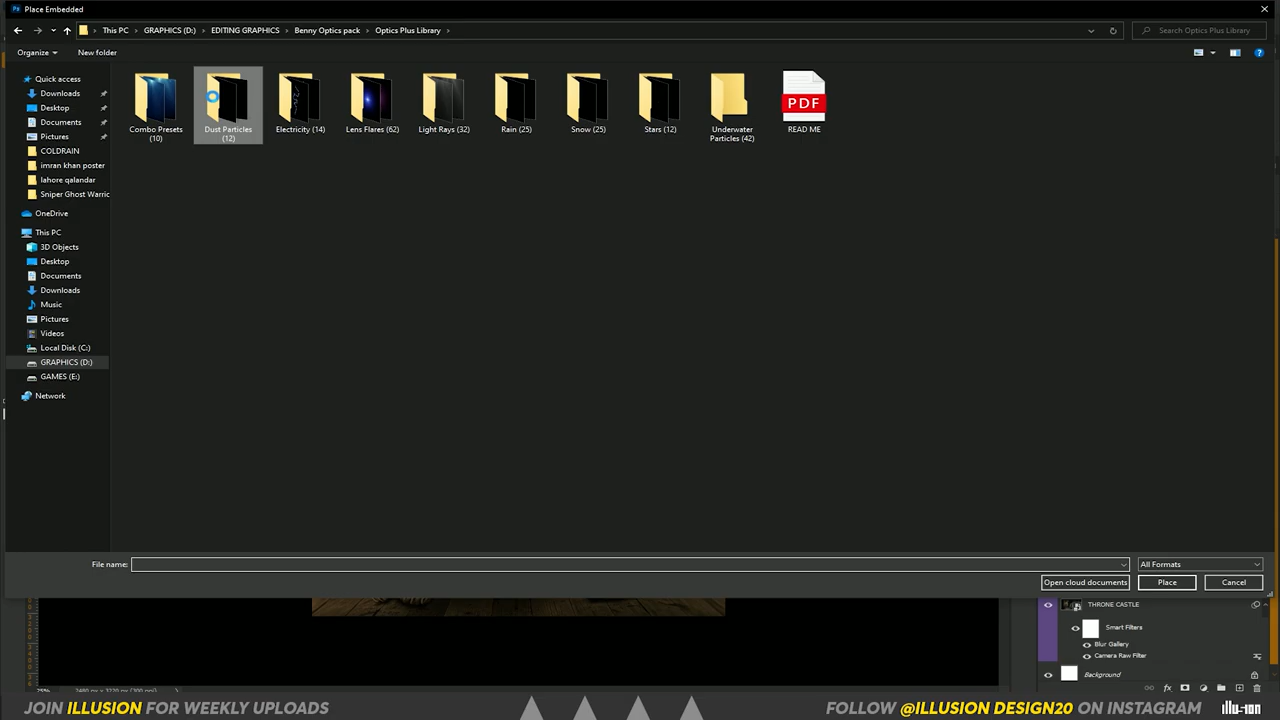 Place Embedded
This PC > GRAPHICS (D:) > EDITING GRAPHICS > Benny Optics pack > Optics Plus Library >
Search Optics Plus Library
Organize
New folder
Quick access
Downloads
Desktop
Documents
Pictures
COLDRAIN
imran khan poster
lahore qalandar
Sniper Ghost Warric
OneDrive
This PC
3D Objects
Desktop
Documents
Downloads
Music
Pictures
Videos
Local Disk (C:)
GRAPHICS (D:)
GAMES (E:)
Network
Combo Presets
(10)
Dust Particles
(12)
Electricity (14)
Lens Flares (62)
Light Rays (32)
Rain (25)
Snow (25)
Stars (12)
Underwater
Particles (42)
PDF
READ ME
File name:
All Formats
Open cloud documents
Place
Cancel
THRONE CASTLE
Smart Filters
Blur Gallery
Camera Raw Filter
Background
fx
JOIN ILLUSION FOR WEEKLY UPLOADS
FOLLOW @ILLUSION DESIGN20 ON INSTAGRAM